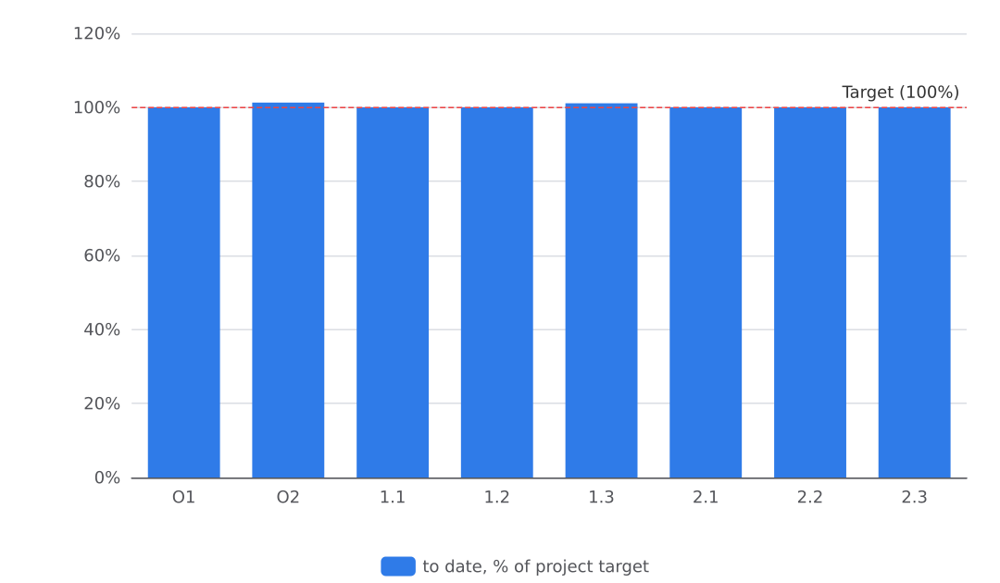 120%
Target (100%)
100%
80%
60%
40%
20%
0%
O1 O2 1.1 1.2 1.3 2.1 2.2 2.3
to date, % of project target